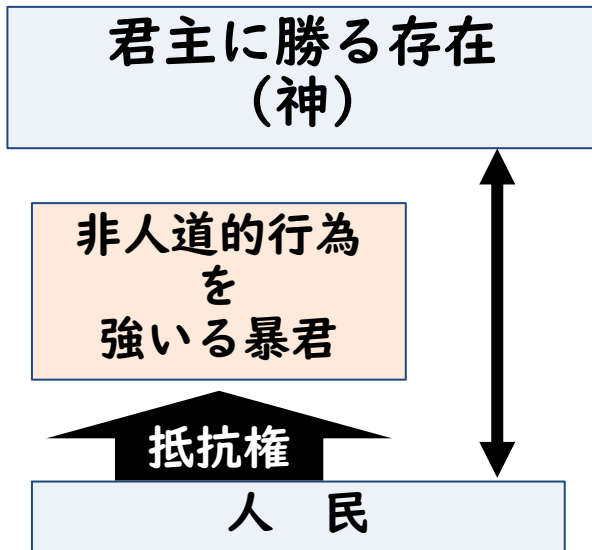 君主に勝る存在
(神)
非人道的行為
を
強いる暴君
抵抗権
人　民